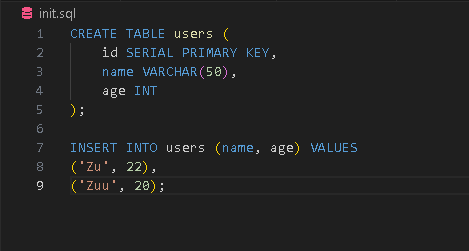 init.sql
1 CREATE TABLE users (
2     id SERIAL PRIMARY KEY,
3     name VARCHAR(50),
4     age INT
5 );
6
7 INSERT INTO users (name, age) VALUES
8 ('Zu', 22),
9 ('Zuu', 20);